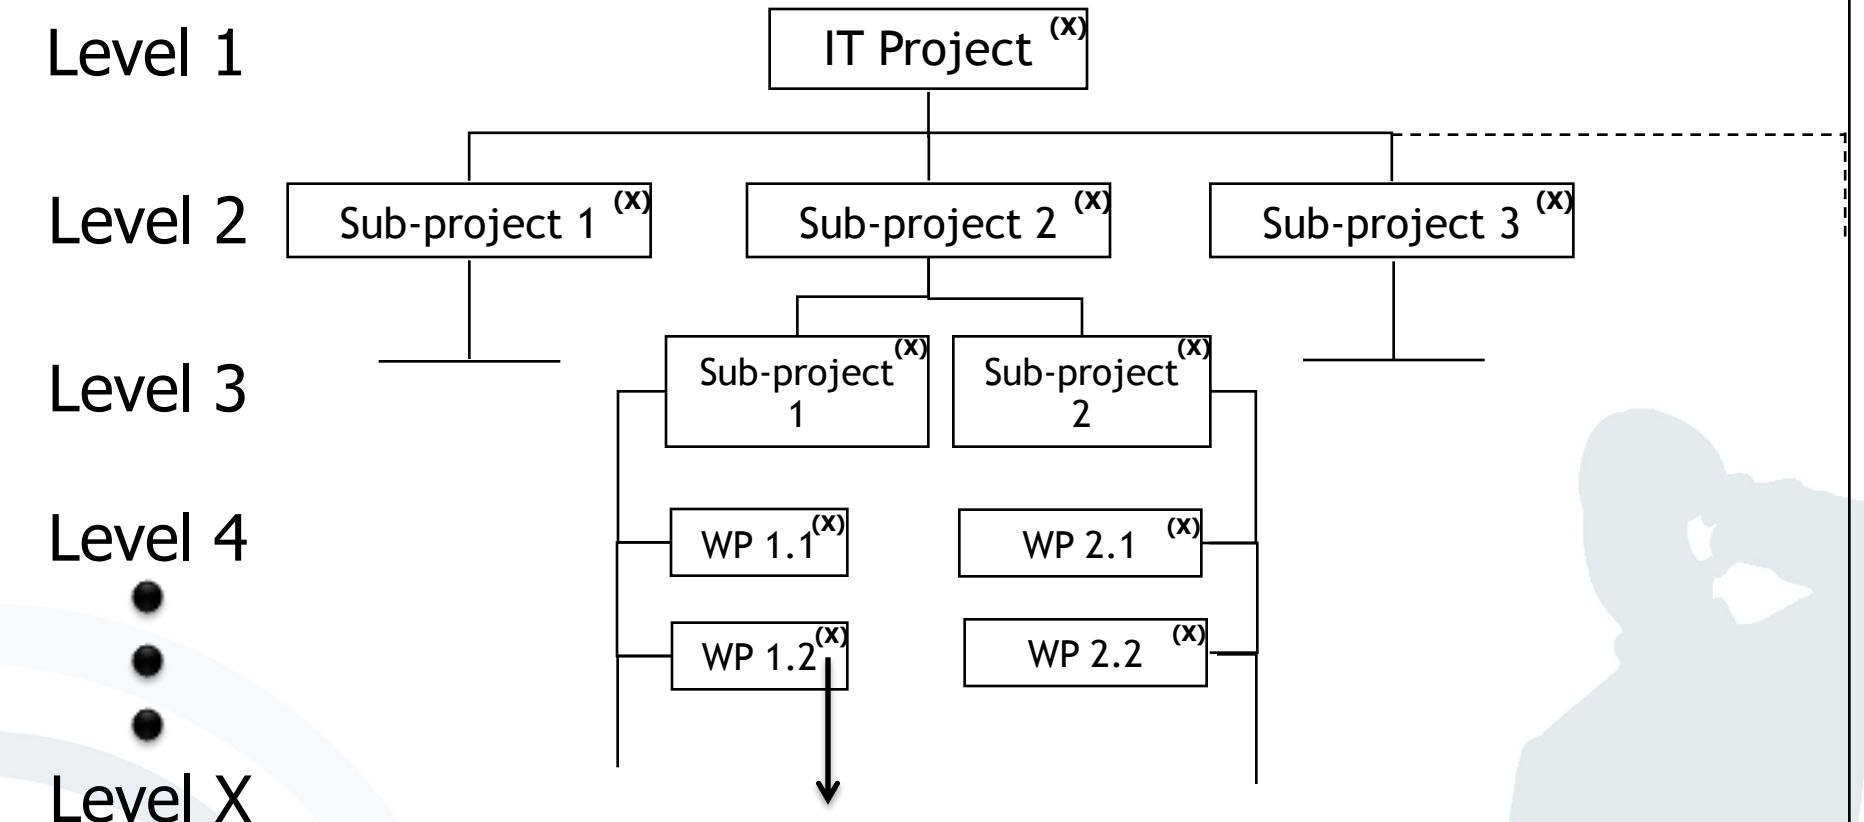 Level 1
IT Project (X)
Level 2
Sub-project 1 (X)
Sub-project 2 (X)
Sub-project 3 (X)
Level 3
Sub-project (X)
1
Sub-project (X)
2
Level 4
WP 1.1 (X)
WP 2.1 (X)
WP 1.2 (X)
WP 2.2 (X)
Level X